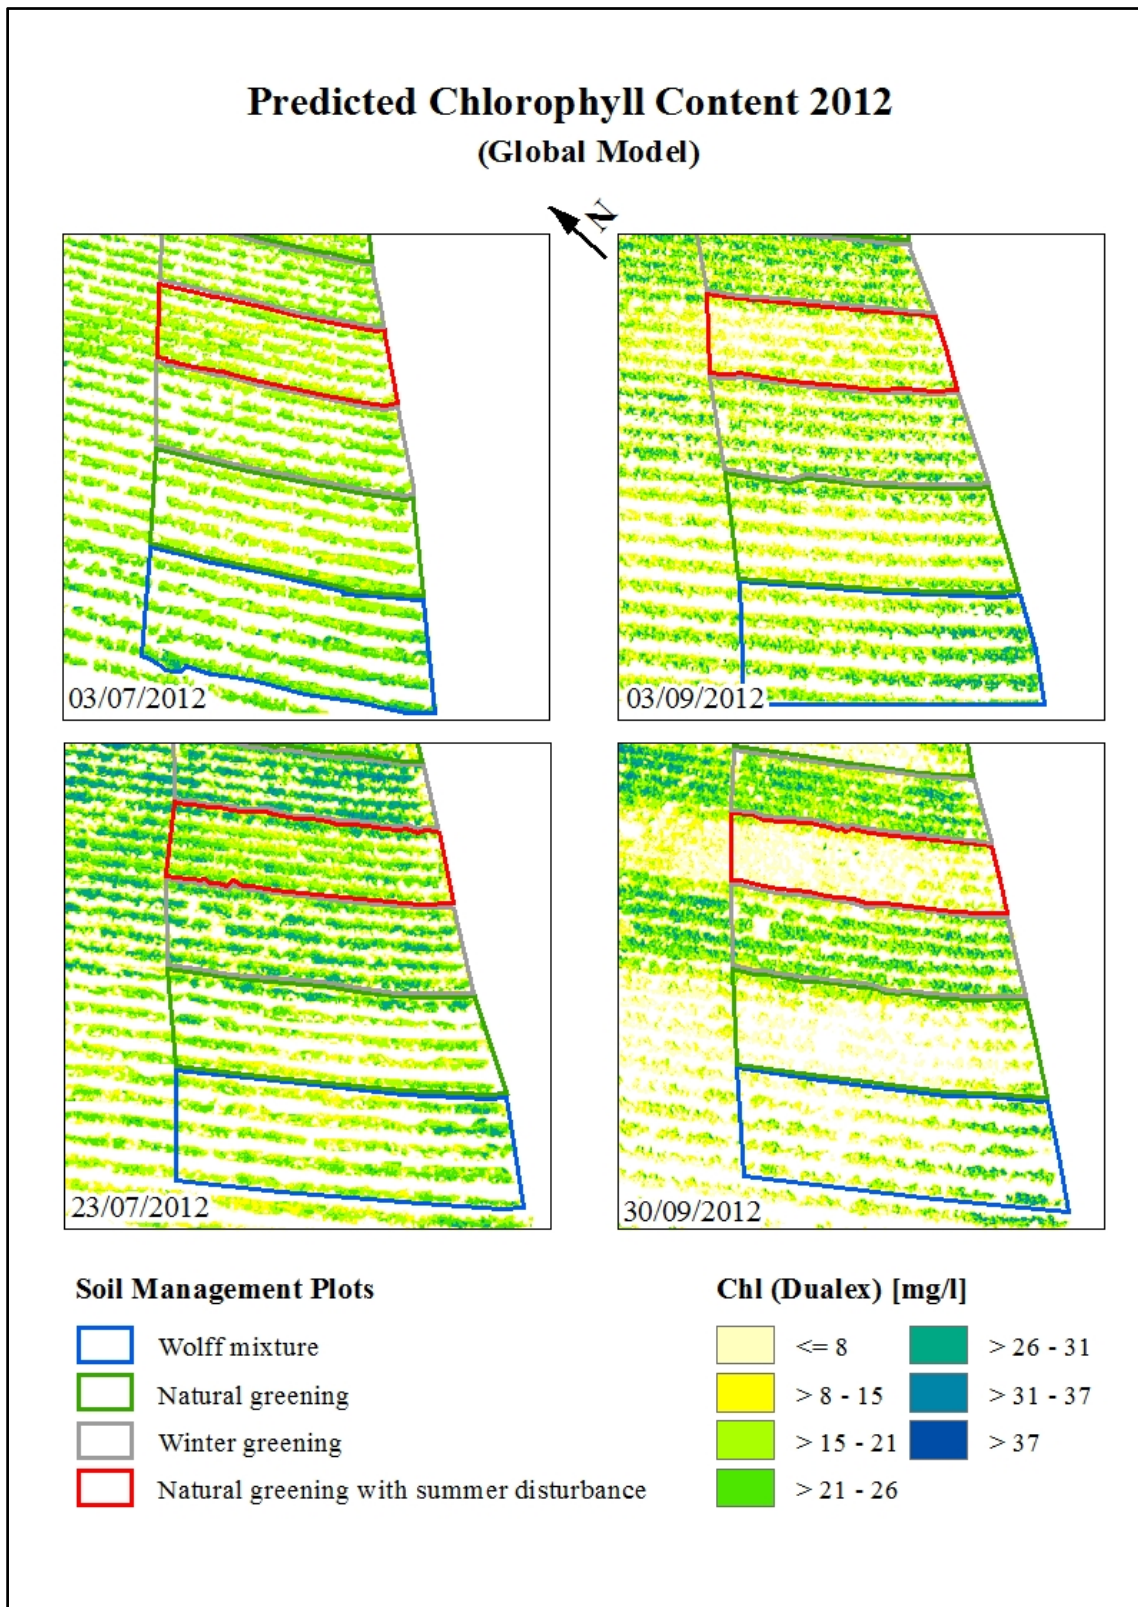 Predicted Chlorophyll Content 2012
(Global Model)
N
03/07/2012
03/09/2012
23/07/2012
30/09/2012
Soil Management Plots
Wolff mixture
Natural greening
Winter greening
Natural greening with summer disturbance
Chl (Dualex) [mg/l]
<= 8
> 8 - 15
> 15 - 21
> 21 - 26
> 26 - 31
> 31 - 37
> 37